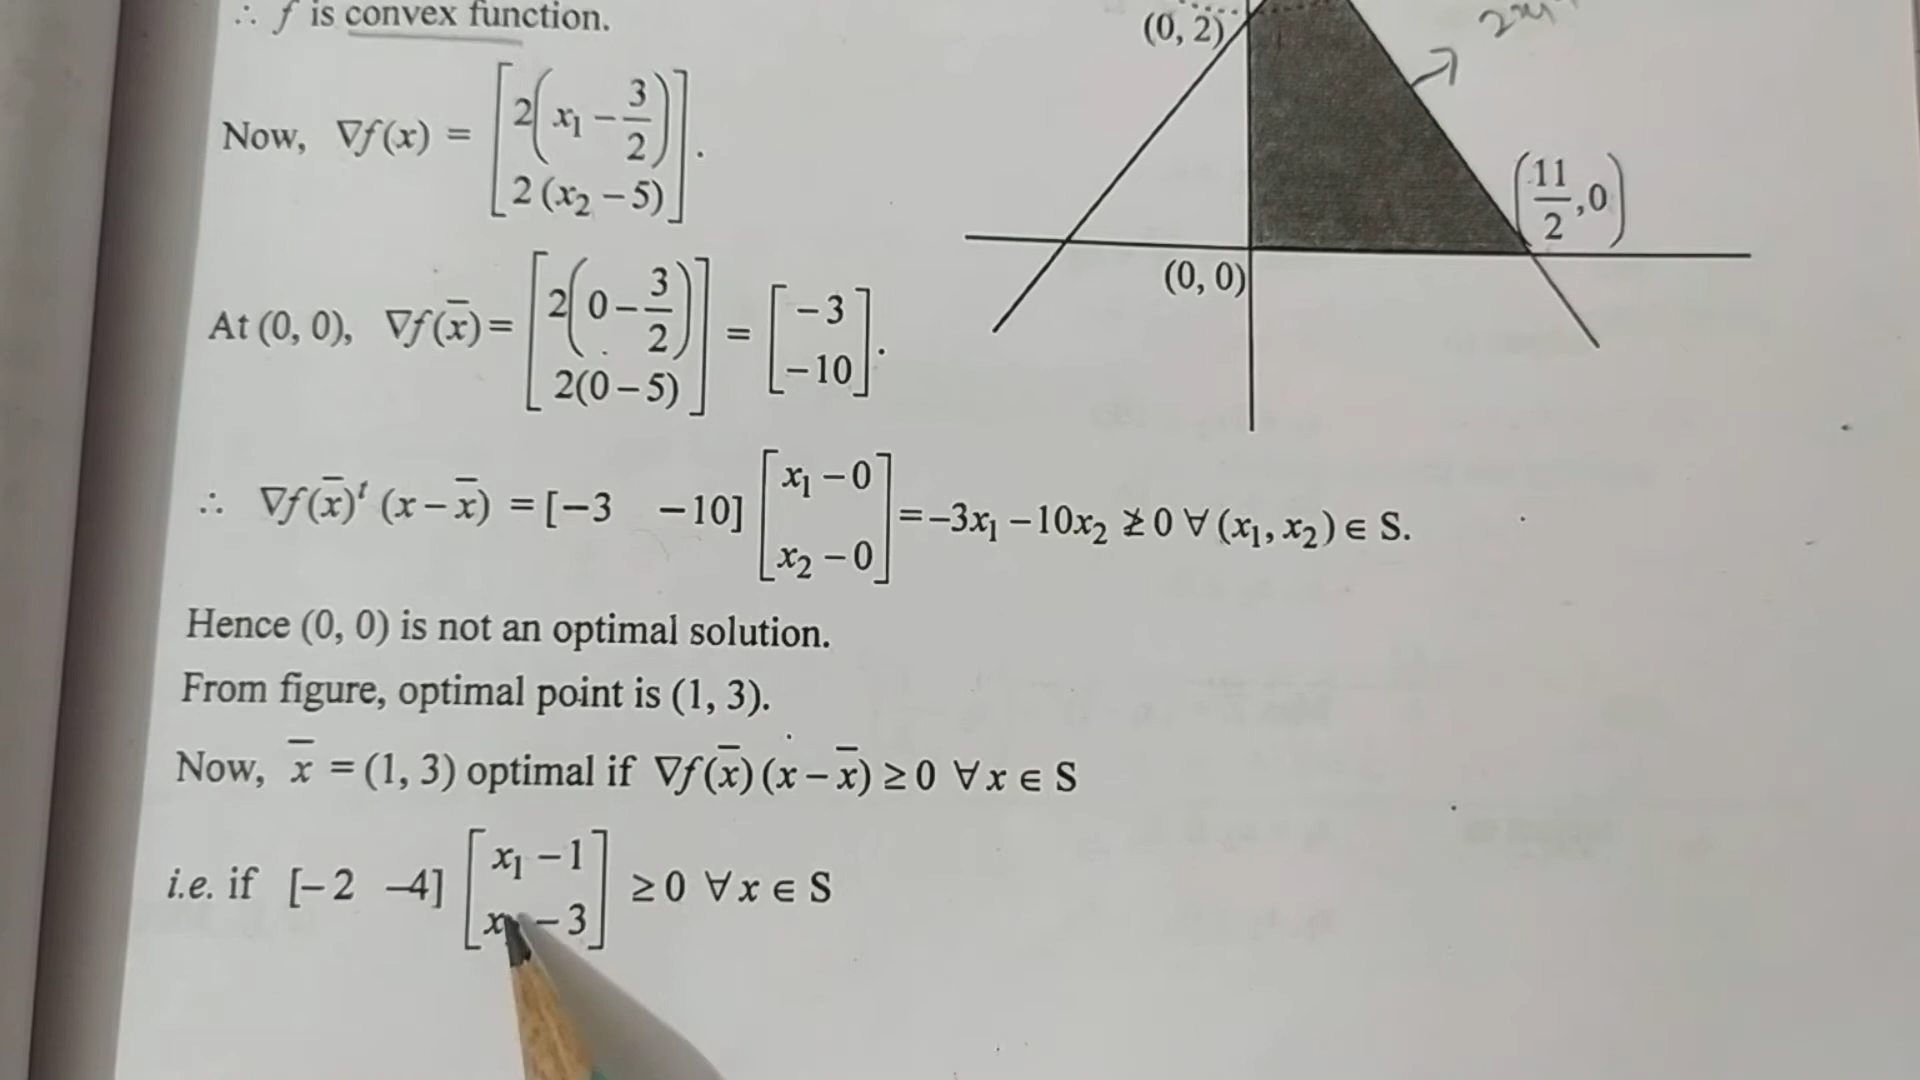 ∴ f is convex function.
(0, 2)
2x₁
Now, ∇f(x) = [2(x₁ − 3/2) ; 2(x₂ − 5)].
(11/2, 0)
(0, 0)
At (0, 0), ∇f(x̄) = [2(0 − 3/2) ; 2(0 − 5)] = [−3 ; −10].
∴ ∇f(x̄)ᵗ (x − x̄) = [−3 −10] [x₁ − 0 ; x₂ − 0] = −3x₁ − 10x₂ ≱ 0 ∀ (x₁, x₂) ∈ S.
Hence (0, 0) is not an optimal solution.
From figure, optimal point is (1, 3).
Now, x̄ = (1, 3) optimal if ∇f(x̄) (x − x̄) ≥ 0 ∀ x ∈ S
i.e. if [−2 −4] [x₁ − 1 ; x − 3] ≥ 0 ∀ x ∈ S